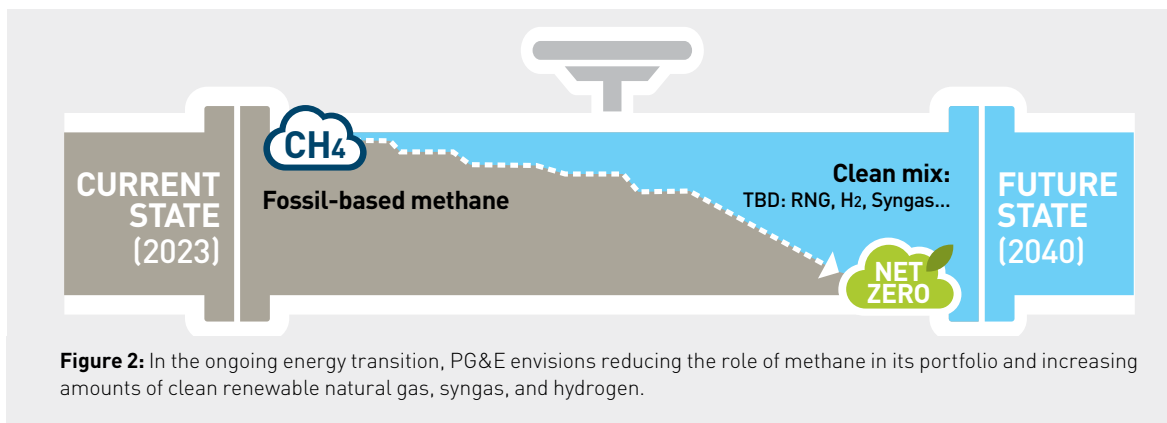 CURRENT
STATE
(2023)
CH4
Fossil-based methane
Clean mix:
TBD: RNG, H2, Syngas...
NET
ZERO
FUTURE
STATE
(2040)
Figure 2: In the ongoing energy transition, PG&E envisions reducing the role of methane in its portfolio and increasing
amounts of clean renewable natural gas, syngas, and hydrogen.